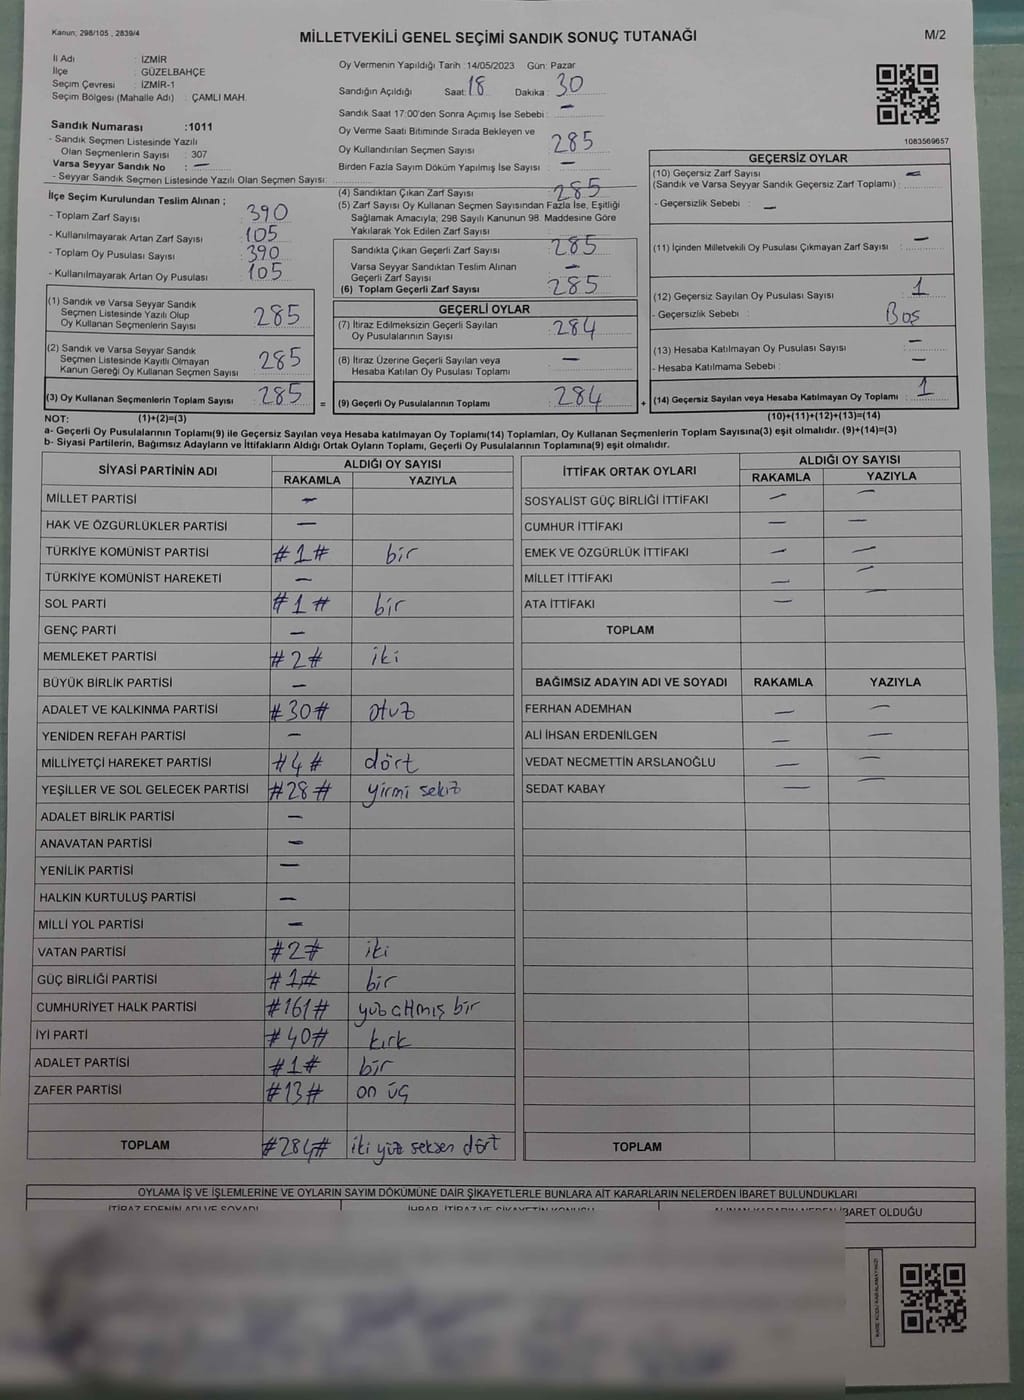 Kanun; 298/105 , 2839/4
MİLLETVEKİLİ GENEL SEÇİMİ SANDIK SONUÇ TUTANAĞI
M/2
İl Adı : İZMİR
İlçe : GÜZELBAHÇE
Seçim Çevresi : İZMİR-1
Seçim Bölgesi (Mahalle Adı) : ÇAMLI MAH.
Sandık Numarası :1011
- Sandık Seçmen Listesinde Yazılı
Olan Seçmenlerin Sayısı : 307
Varsa Seyyar Sandık No : —
- Seyyar Sandık Seçmen Listesinde Yazılı Olan Seçmen Sayısı:
Oy Vermenin Yapıldığı Tarih :14/05/2023 Gün: Pazar
Sandığın Açıldığı Saat: 18 Dakika: 30
Sandık Saat 17:00'den Sonra Açımış İse Sebebi : —
Oy Verme Saati Bitiminde Sırada Bekleyen ve
Oy Kullandırılan Seçmen Sayısı 285
Birden Fazla Sayım Döküm Yapılmış İse Sayısı : —
1083569657
İlçe Seçim Kurulundan Teslim Alınan ;
- Toplam Zarf Sayısı : 390
- Kullanılmayarak Artan Zarf Sayısı : 105
- Toplam Oy Pusulası Sayısı : 390
- Kullanılmayarak Artan Oy Pusulası : 105
(1) Sandık ve Varsa Seyyar Sandık
Seçmen Listesinde Yazılı Olup
Oy Kullanan Seçmenlerin Sayısı 285
(2) Sandık ve Varsa Seyyar Sandık
Seçmen Listesinde Kayıtlı Olmayan
Kanun Gereği Oy Kullanan Seçmen Sayısı 285
(3) Oy Kullanan Seçmenlerin Toplam Sayısı 285 =
(4) Sandıktan Çıkan Zarf Sayısı 285
(5) Zarf Sayısı Oy Kullanan Seçmen Sayısından Fazla İse, Eşitliği
Sağlamak Amacıyla; 298 Sayılı Kanunun 98. Maddesine Göre
Yakılarak Yok Edilen Zarf Sayısı :
Sandıkta Çıkan Geçerli Zarf Sayısı 285
Varsa Seyyar Sandıktan Teslim Alınan
Geçerli Zarf Sayısı —
(6) Toplam Geçerli Zarf Sayısı 285
GEÇERLİ OYLAR
(7) İtiraz Edilmeksizin Geçerli Sayılan
Oy Pusulalarının Sayısı 284
(8) İtiraz Üzerine Geçerli Sayılan veya
Hesaba Katılan Oy Pusulası Toplamı —
(9) Geçerli Oy Pusulalarının Toplamı 284 +
GEÇERSİZ OYLAR
(10) Geçersiz Zarf Sayısı —
(Sandık ve Varsa Seyyar Sandık Geçersiz Zarf Toplamı) :
- Geçersizlik Sebebi : —
(11) İçinden Milletvekili Oy Pusulası Çıkmayan Zarf Sayısı : —
(12) Geçersiz Sayılan Oy Pusulası Sayısı : 1
- Geçersizlik Sebebi : Boş
(13) Hesaba Katılmayan Oy Pusulası Sayısı : —
- Hesaba Katılmama Sebebi : —
(14) Geçersiz Sayılan veya Hesaba Katılmayan Oy Toplamı : 1
NOT: (1)+(2)=(3) (10)+(11)+(12)+(13)=(14)
a- Geçerli Oy Pusulalarının Toplamı(9) ile Geçersiz Sayılan veya Hesaba katılmayan Oy Toplamı(14) Toplamları, Oy Kullanan Seçmenlerin Toplam Sayısına(3) eşit olmalıdır. (9)+(14)=(3)
b- Siyasi Partilerin, Bağımsız Adayların ve İttifakların Aldığı Ortak Oyların Toplamı, Geçerli Oy Pusulalarının Toplamına(9) eşit olmalıdır.
SİYASİ PARTİNİN ADI ALDIĞI OY SAYISI
RAKAMLA YAZIYLA
MİLLET PARTİSİ —
HAK VE ÖZGÜRLÜKLER PARTİSİ —
TÜRKİYE KOMÜNİST PARTİSİ #1# bir
TÜRKİYE KOMÜNİST HAREKETİ —
SOL PARTİ #1# bir
GENÇ PARTİ —
MEMLEKET PARTİSİ #2# iki
BÜYÜK BİRLİK PARTİSİ —
ADALET VE KALKINMA PARTİSİ #30# otuz
YENİDEN REFAH PARTİSİ —
MİLLİYETÇİ HAREKET PARTİSİ #4# dört
YEŞİLLER VE SOL GELECEK PARTİSİ #28# yirmi sekiz
ADALET BİRLİK PARTİSİ —
ANAVATAN PARTİSİ —
YENİLİK PARTİSİ —
HALKIN KURTULUŞ PARTİSİ —
MİLLİ YOL PARTİSİ —
VATAN PARTİSİ #2# iki
GÜÇ BİRLİĞİ PARTİSİ #1# bir
CUMHURİYET HALK PARTİSİ #161# yüz altmış bir
İYİ PARTİ #40# kırk
ADALET PARTİSİ #1# bir
ZAFER PARTİSİ #13# on üç
TOPLAM #284# iki yüz seksen dört
İTTİFAK ORTAK OYLARI ALDIĞI OY SAYISI
RAKAMLA YAZIYLA
SOSYALİST GÜÇ BİRLİĞİ İTTİFAKI — —
CUMHUR İTTİFAKI — —
EMEK VE ÖZGÜRLÜK İTTİFAKI — —
MİLLET İTTİFAKI — —
ATA İTTİFAKI — —
TOPLAM
BAĞIMSIZ ADAYIN ADI VE SOYADI RAKAMLA YAZIYLA
FERHAN ADEMHAN — —
ALİ İHSAN ERDENİLGEN — —
VEDAT NECMETTİN ARSLANOĞLU — —
SEDAT KABAY — —
TOPLAM
OYLAMA İŞ VE İŞLEMLERİNE VE OYLARIN SAYIM DÖKÜMÜNE DAİR ŞİKAYETLERLE BUNLARA AİT KARARLARIN NELERDEN İBARET BULUNDUKLARI
İTİRAZ EDENİN ADI VE SOYADI İHBAR, İTİRAZ VE ŞİKAYETİN KONUSU ALINAN KARARIN NEDEN İBARET OLDUĞU